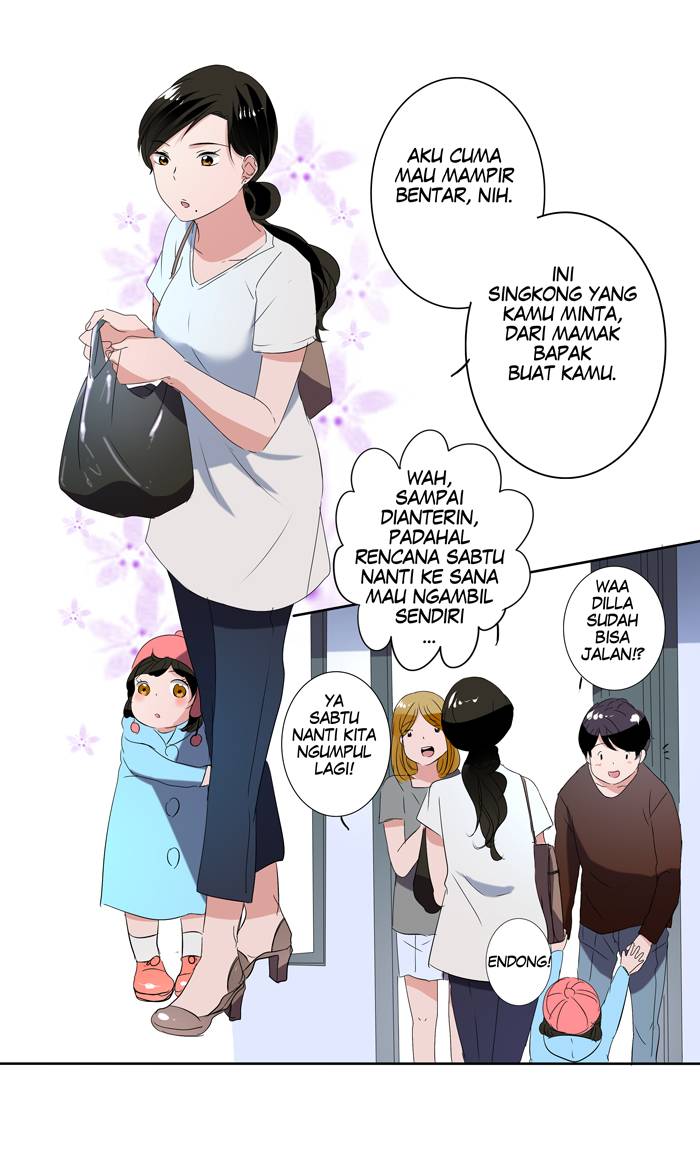 AKU CUMA
MAU MAMPIR
BENTAR, NIH.
INI
SINGKONG YANG
KAMU MINTA,
DARI MAMAK
BAPAK
BUAT KAMU.
WAH,
SAMPAI
DIANTERIN,
PADAHAL
RENCANA SABTU
NANTI KE SANA
MAU NGAMBIL
SENDIRI
...
WAA
DILLA
SUDAH
BISA
JALAN!?
YA
SABTU
NANTI KITA
NGUMPUL
LAGI!
ENDONG!